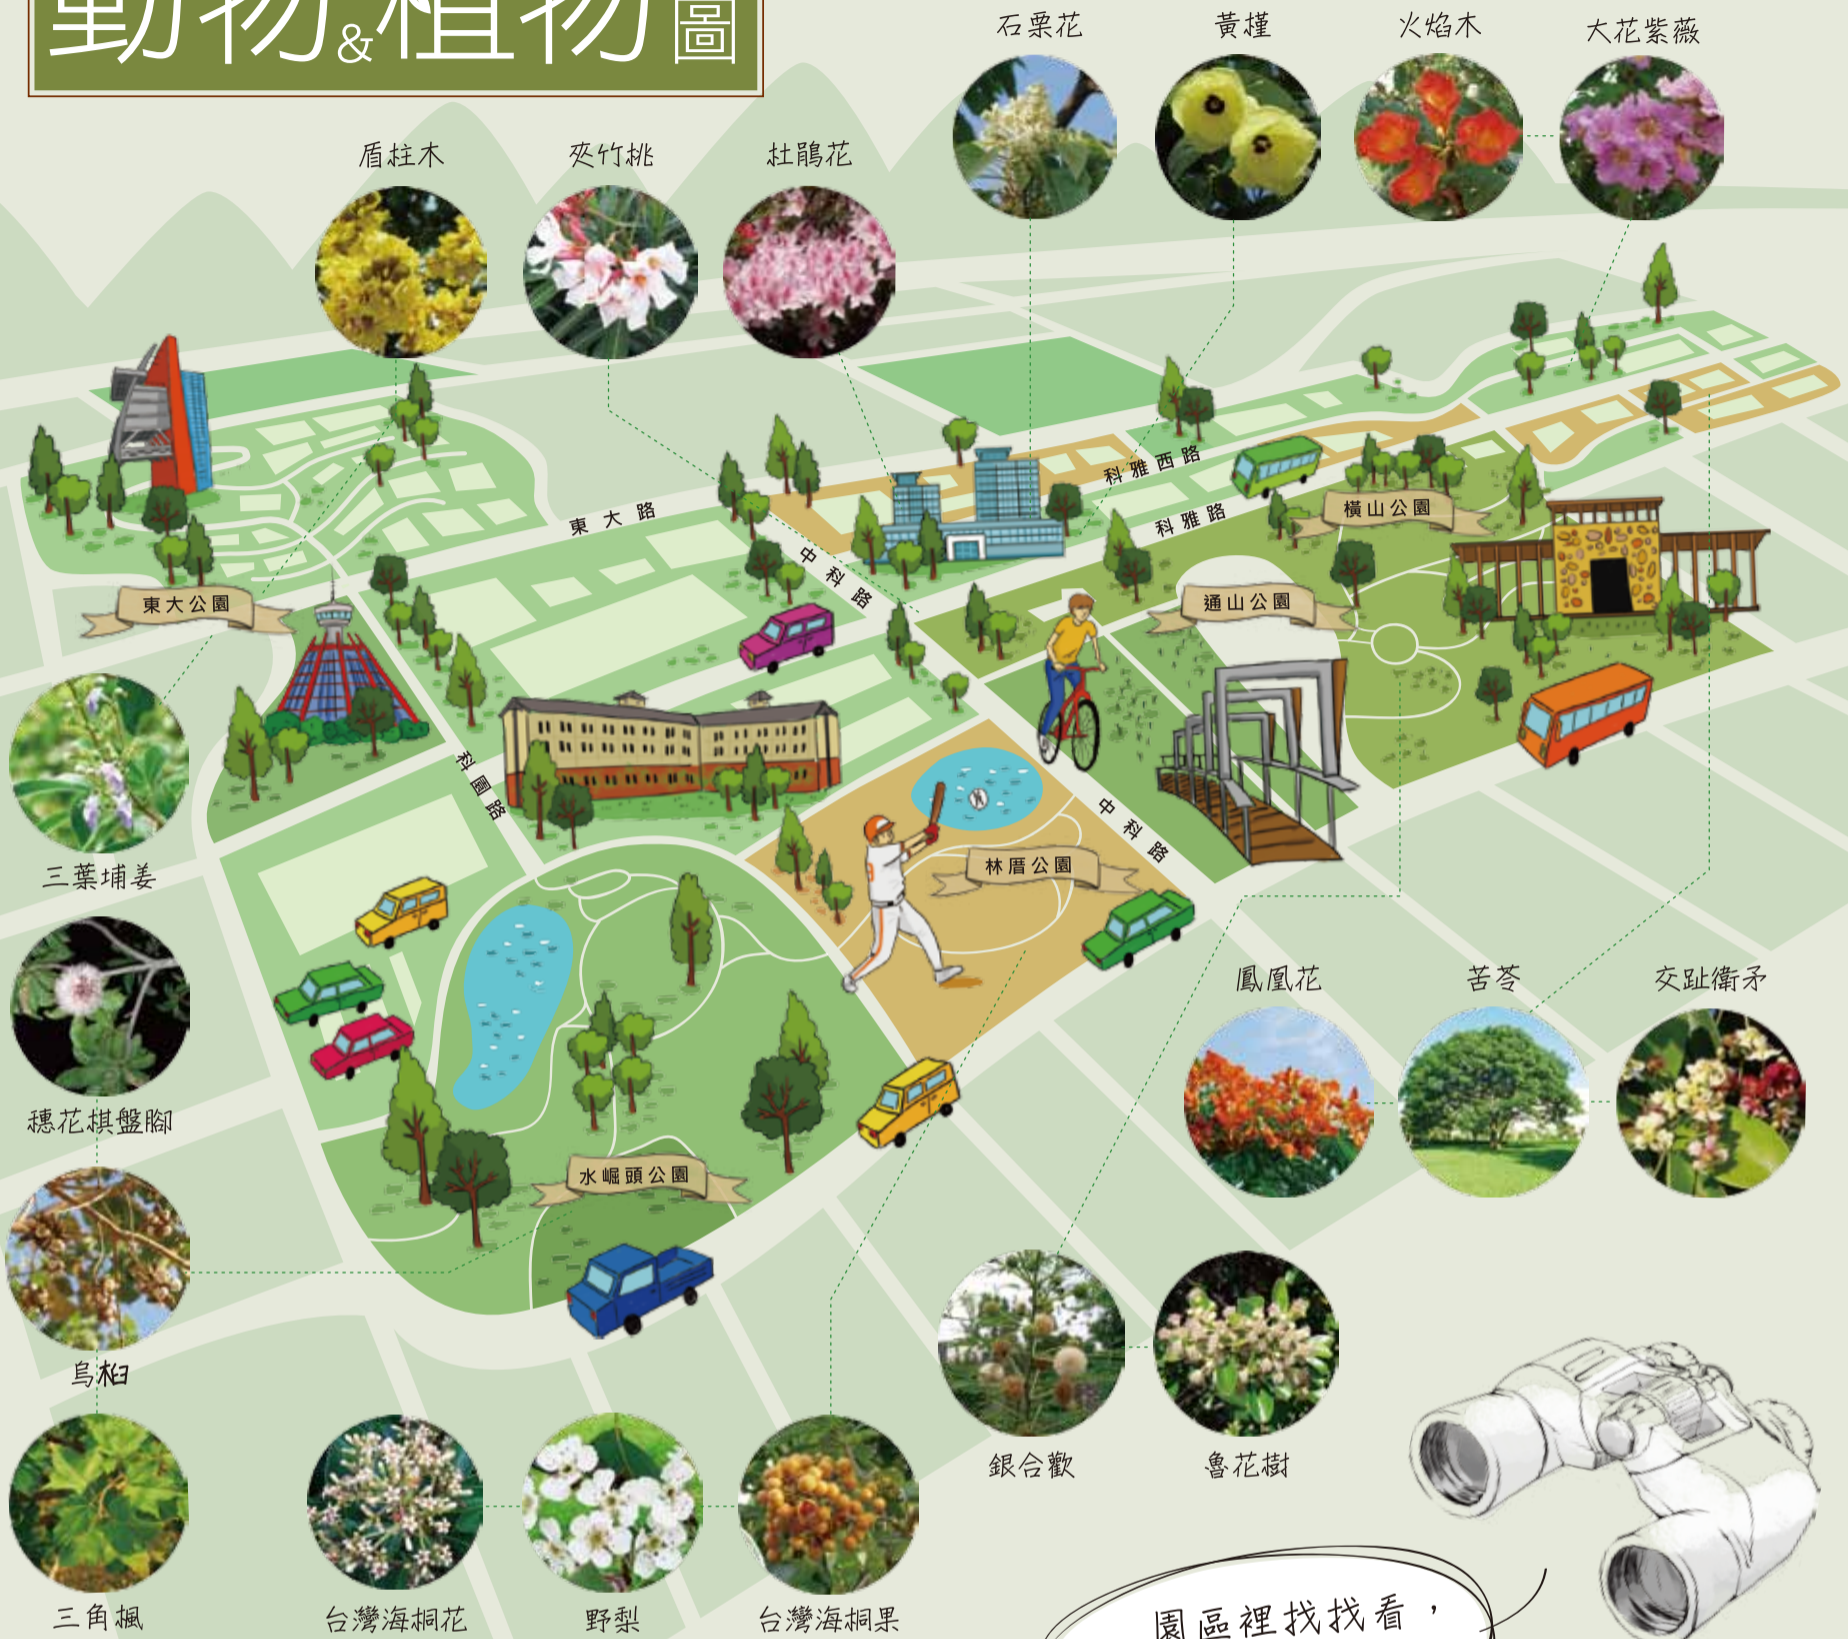 動物&植物圖
石栗花
黃槿
火焰木
大花紫薇
盾柱木
夾竹桃
杜鵑花
科雅西路
東大路
科雅路
橫山公園
中科路
東大公園
通山公園
科園路
中科路
林厝公園
三葉埔姜
鳳凰花
苦苓
交趾衛矛
穗花棋盤腳
水崛頭公園
烏桕
銀合歡
魯花樹
三角楓
台灣海桐花
野梨
台灣海桐果
園區裡找找看，